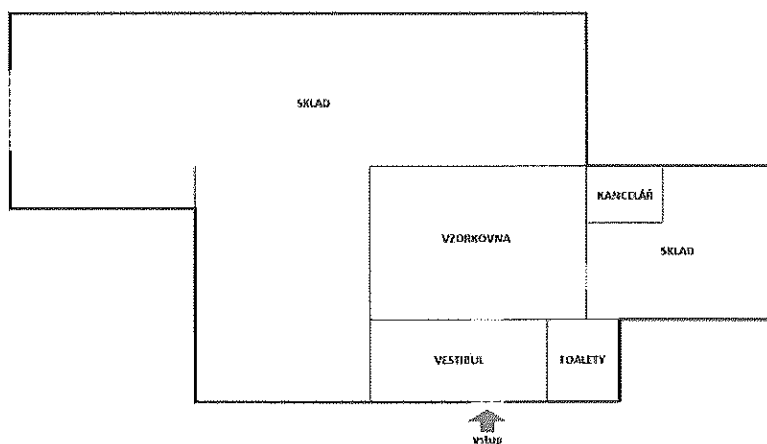 SKLAD
KANCELÁŘ
VZORKOVNA
SKLAD
VESTIBUL
TOALETY
VSTUP